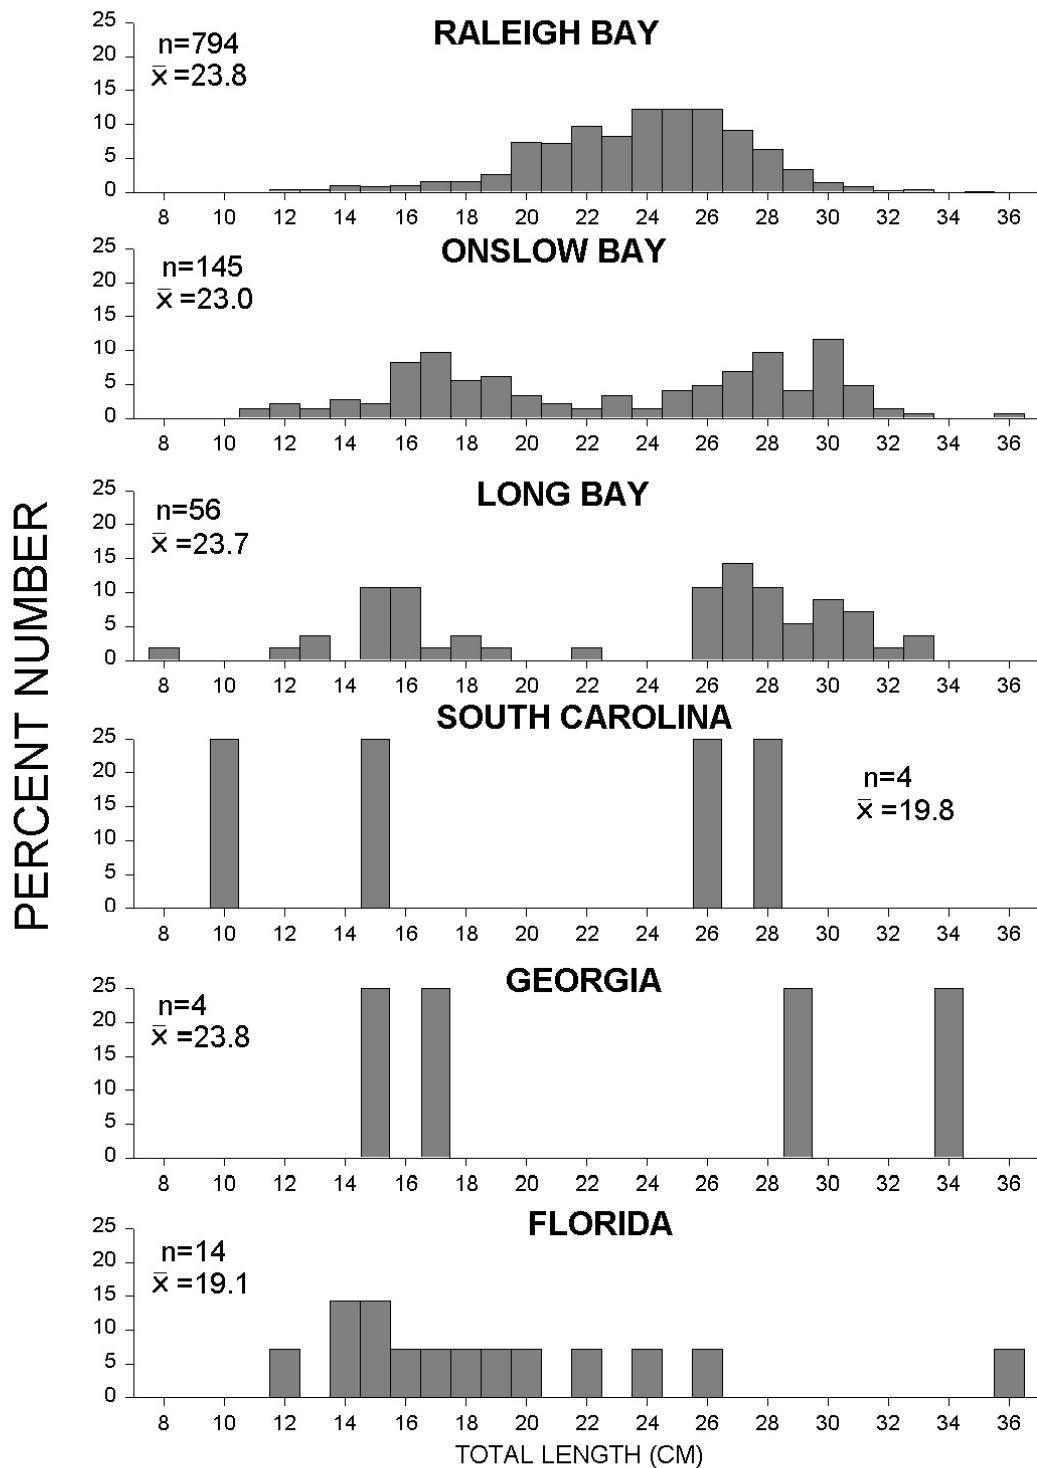 PERCENT NUMBER
RALEIGH BAY
n=794
x̄ =23.8
25
20
15
10
5
0
8 10 12 14 16 18 20 22 24 26 28 30 32 34 36
ONSLOW BAY
n=145
x̄ =23.0
25
20
15
10
5
0
8 10 12 14 16 18 20 22 24 26 28 30 32 34 36
LONG BAY
n=56
x̄ =23.7
25
20
15
10
5
0
8 10 12 14 16 18 20 22 24 26 28 30 32 34 36
SOUTH CAROLINA
n=4
x̄ =19.8
25
20
15
10
5
0
8 10 12 14 16 18 20 22 24 26 28 30 32 34 36
GEORGIA
n=4
x̄ =23.8
25
20
15
10
5
0
8 10 12 14 16 18 20 22 24 26 28 30 32 34 36
FLORIDA
n=14
x̄ =19.1
25
20
15
10
5
0
8 10 12 14 16 18 20 22 24 26 28 30 32 34 36
TOTAL LENGTH (CM)